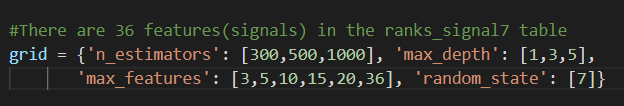 #There are 36 features(signals) in the ranks_signal7 table
grid = {'n_estimators': [300,500,1000], 'max_depth': [1,3,5],
'max_features': [3,5,10,15,20,36], 'random_state': [7]}